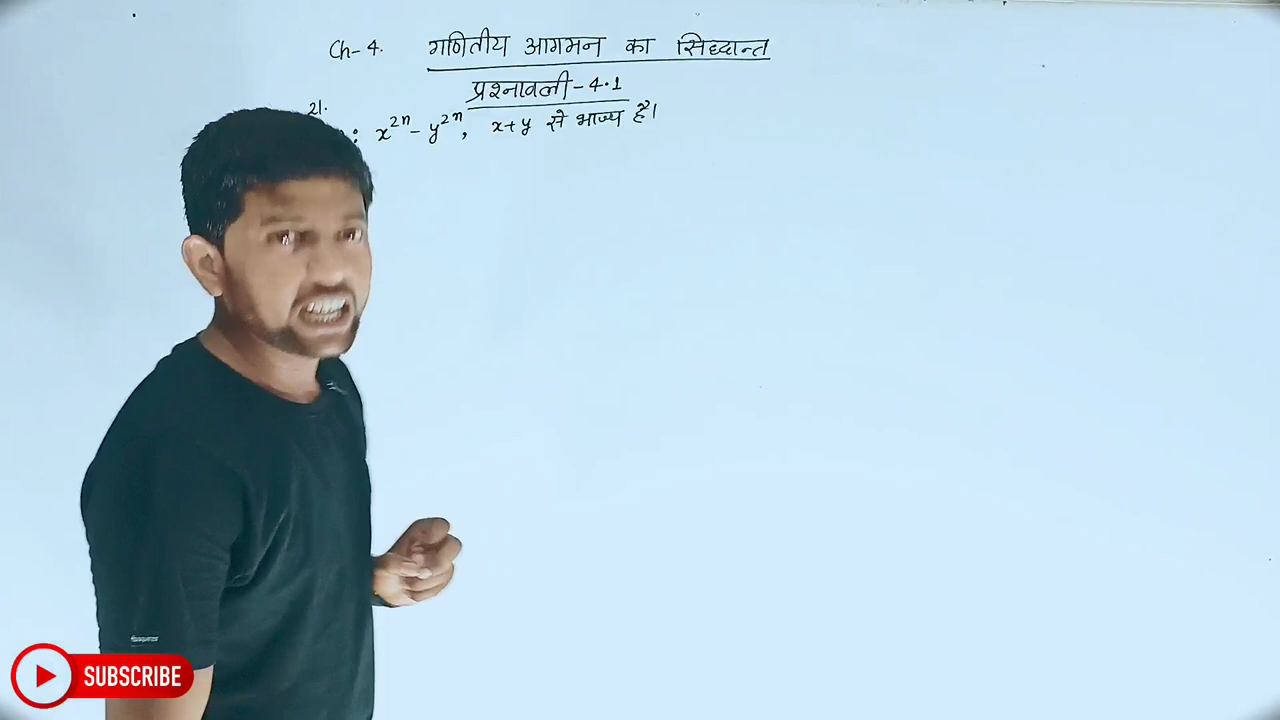 Ch-4. गणितीय आगमन का सिध्दान्त
प्रश्नावली-4.1
21.
: x²ⁿ - y²ⁿ, x+y से भाज्य है।
SUBSCRIBE